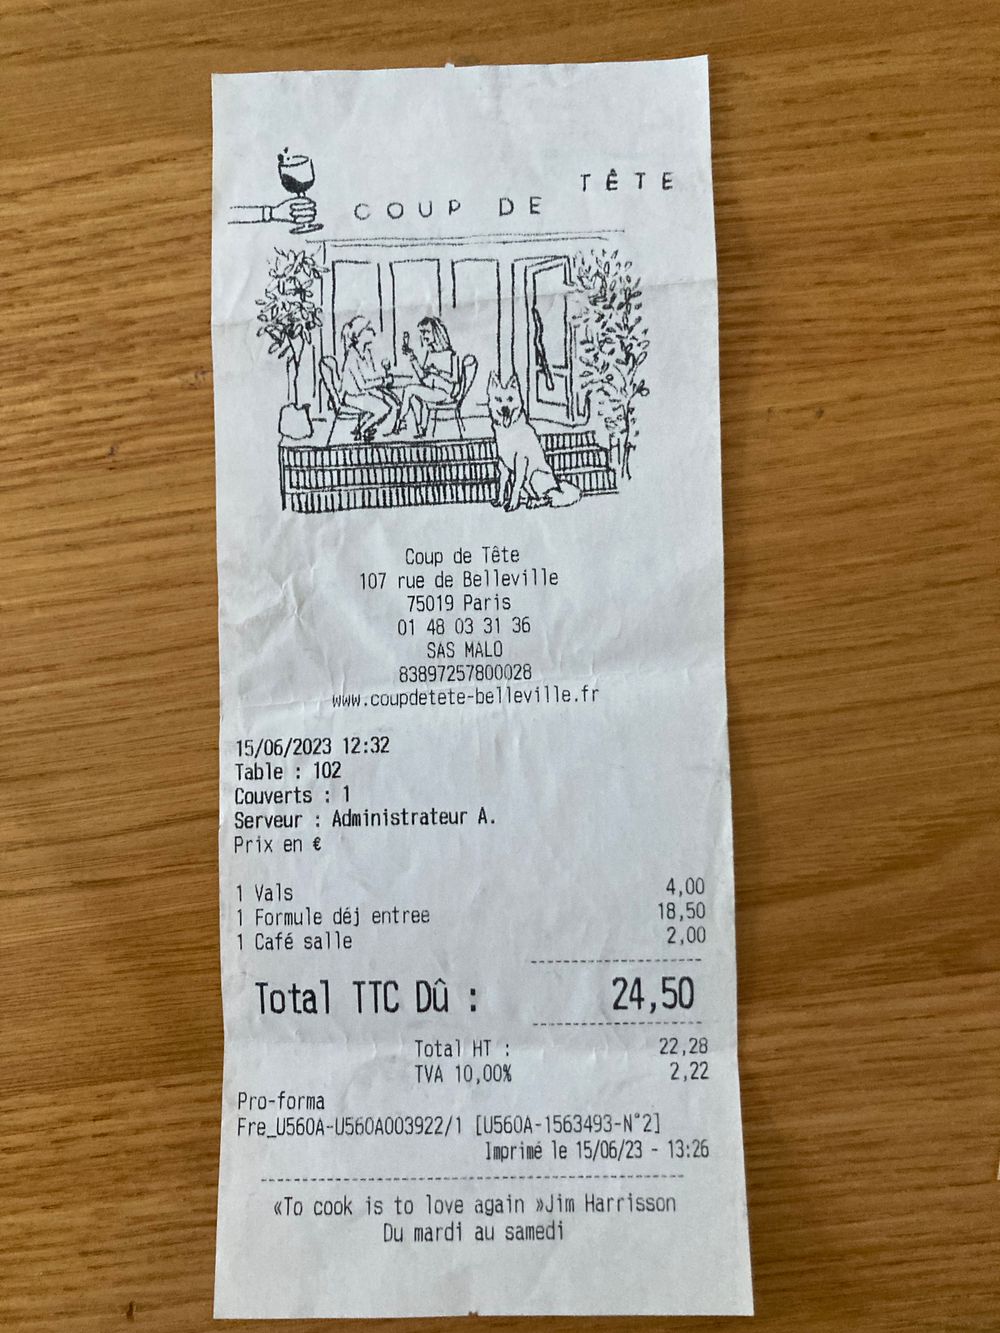 COUP DE TÊTE
Coup de Tête
107 rue de Belleville
75019 Paris
01 48 03 31 36
SAS MALO
83897257800028
www.coupdetete-belleville.fr
15/06/2023 12:32
Table : 102
Couverts : 1
Serveur : Administrateur A.
Prix en €
1 Vals 4,00
1 Formule déj entree 18,50
1 Café salle 2,00
Total TTC Dû : 24,50
Total HT : 22,28
TVA 10,00% 2,22
Pro-forma
Fre_U560A-U560A003922/1 [U560A-1563493-N°2]
Imprimé le 15/06/23 - 13:26
«To cook is to love again »Jim Harrisson
Du mardi au samedi